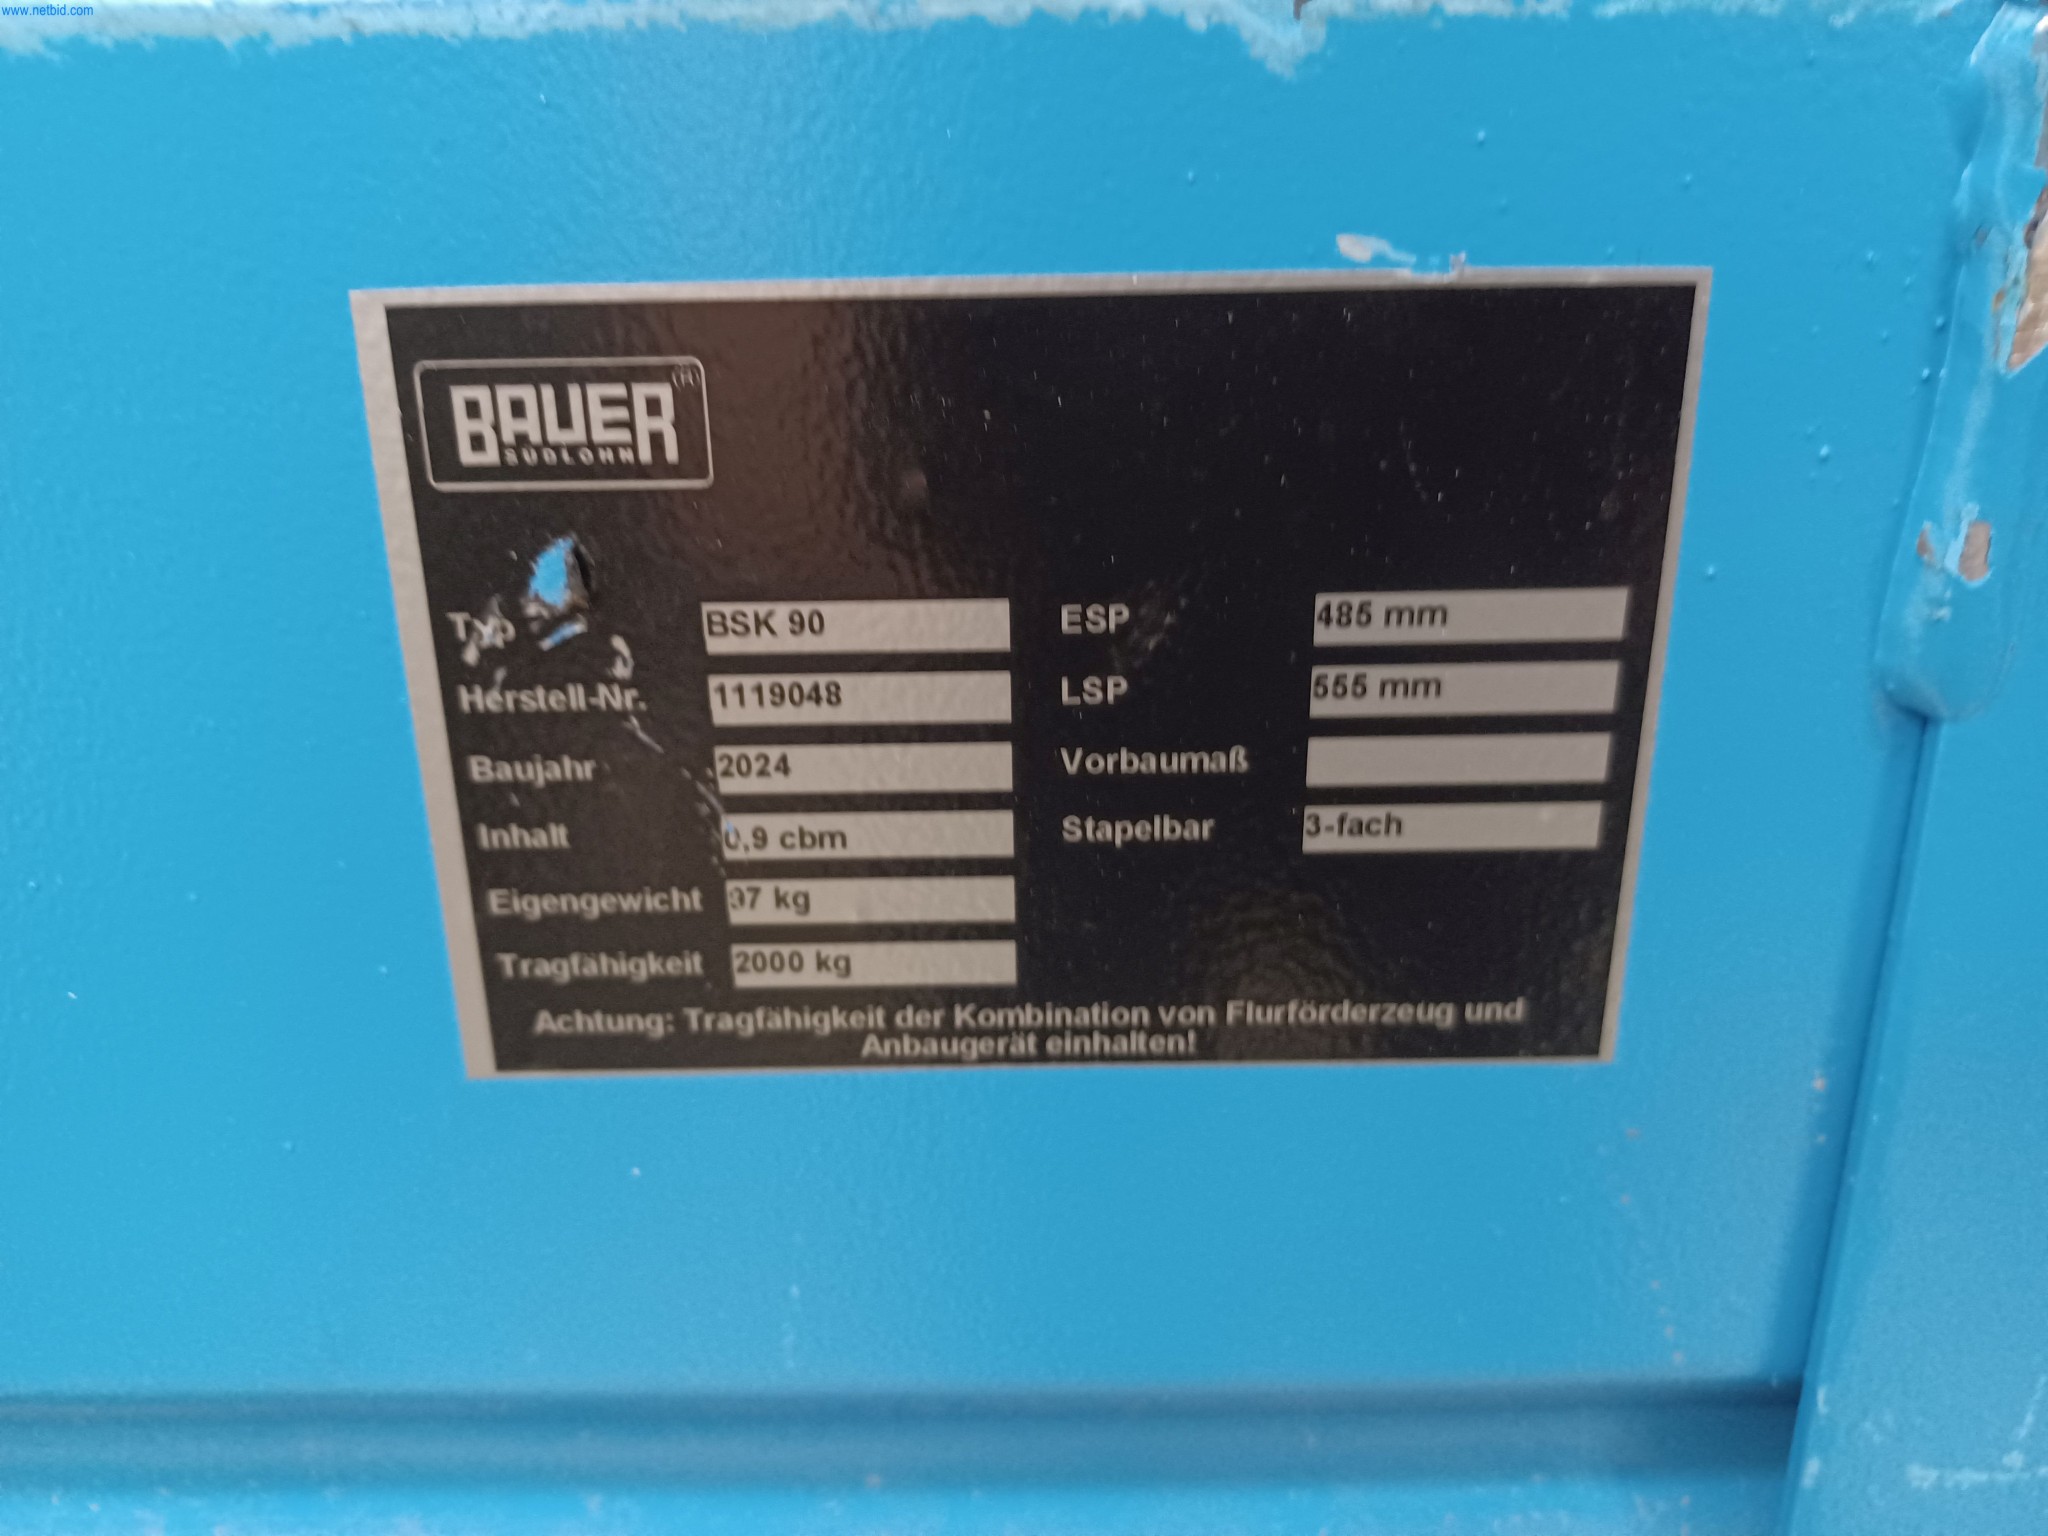 www.netbid.com
BAUER
SÜDLOHN
Typ BSK 90 ESP 485 mm
Herstell-Nr. 1119048 LSP 555 mm
Baujahr 2024 Vorbaumaß
Inhalt 0,9 cbm Stapelbar 3-fach
Eigengewicht 97 kg
Tragfähigkeit 2000 kg
Achtung: Tragfähigkeit der Kombination von Flurförderzeug und
Anbaugerät einhalten!